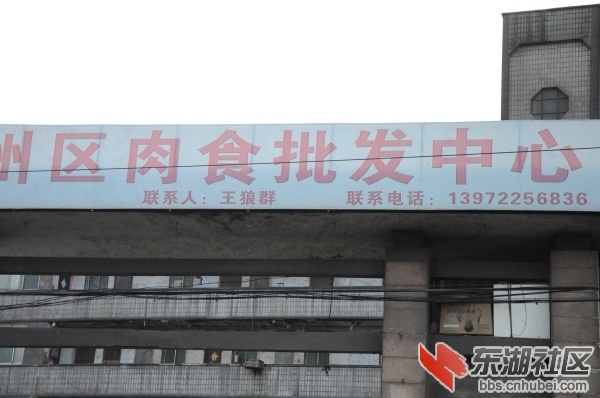 州区肉食批发中心
联系人：王狼群 联系电话：13972256836
东湖社区
bbs.cnhubei.com